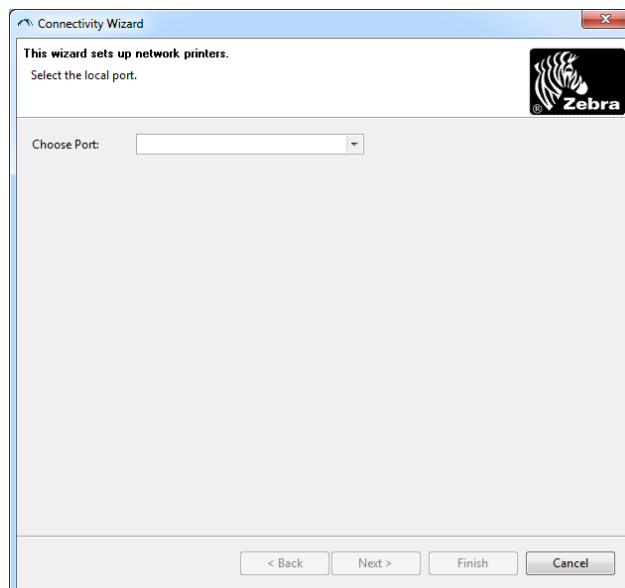 Connectivity Wizard
This wizard sets up network printers.
Select the local port.
® Zebra
Choose Port:
< Back Next > Finish Cancel